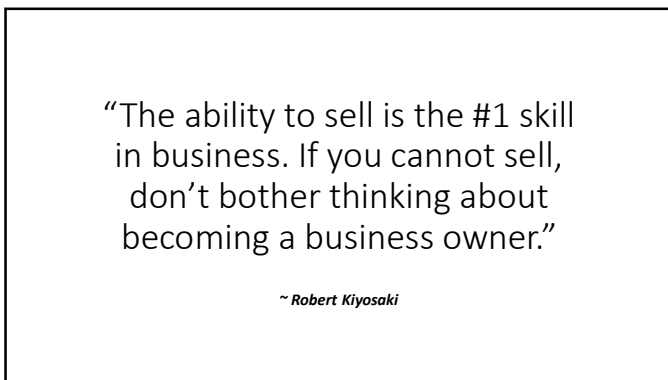 “The ability to sell is the #1 skill
in business. If you cannot sell,
don’t bother thinking about
becoming a business owner.”
~ Robert Kiyosaki